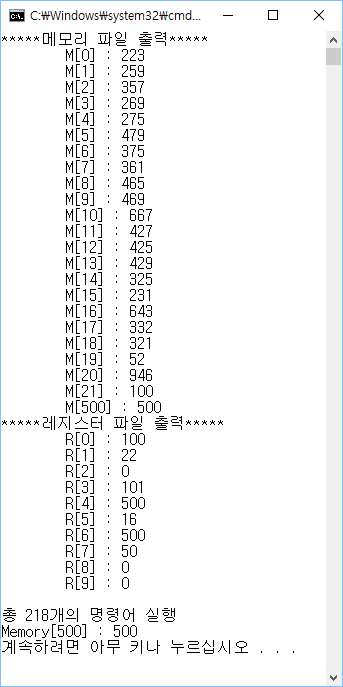 C:₩Windows₩system32₩cmd...
*****메모리 파일 출력*****
M[0] : 223
M[1] : 259
M[2] : 357
M[3] : 269
M[4] : 275
M[5] : 479
M[6] : 375
M[7] : 361
M[8] : 465
M[9] : 469
M[10] : 667
M[11] : 427
M[12] : 425
M[13] : 429
M[14] : 325
M[15] : 231
M[16] : 643
M[17] : 332
M[18] : 321
M[19] : 52
M[20] : 946
M[21] : 100
M[500] : 500
*****레지스터 파일 출력*****
R[0] : 100
R[1] : 22
R[2] : 0
R[3] : 101
R[4] : 500
R[5] : 16
R[6] : 500
R[7] : 50
R[8] : 0
R[9] : 0
총 218개의 명령어 실행
Memory[500] : 500
계속하려면 아무 키나 누르십시오 . . .